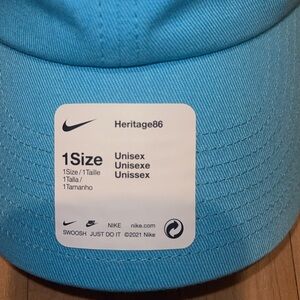 Heritage86
1Size
1Size / 1Taille
1Talla /
1Tamanho
Unisex
Unisexe
Unissex
NIKE nike.com
SWOOSH JUST DO IT ©2021 Nike